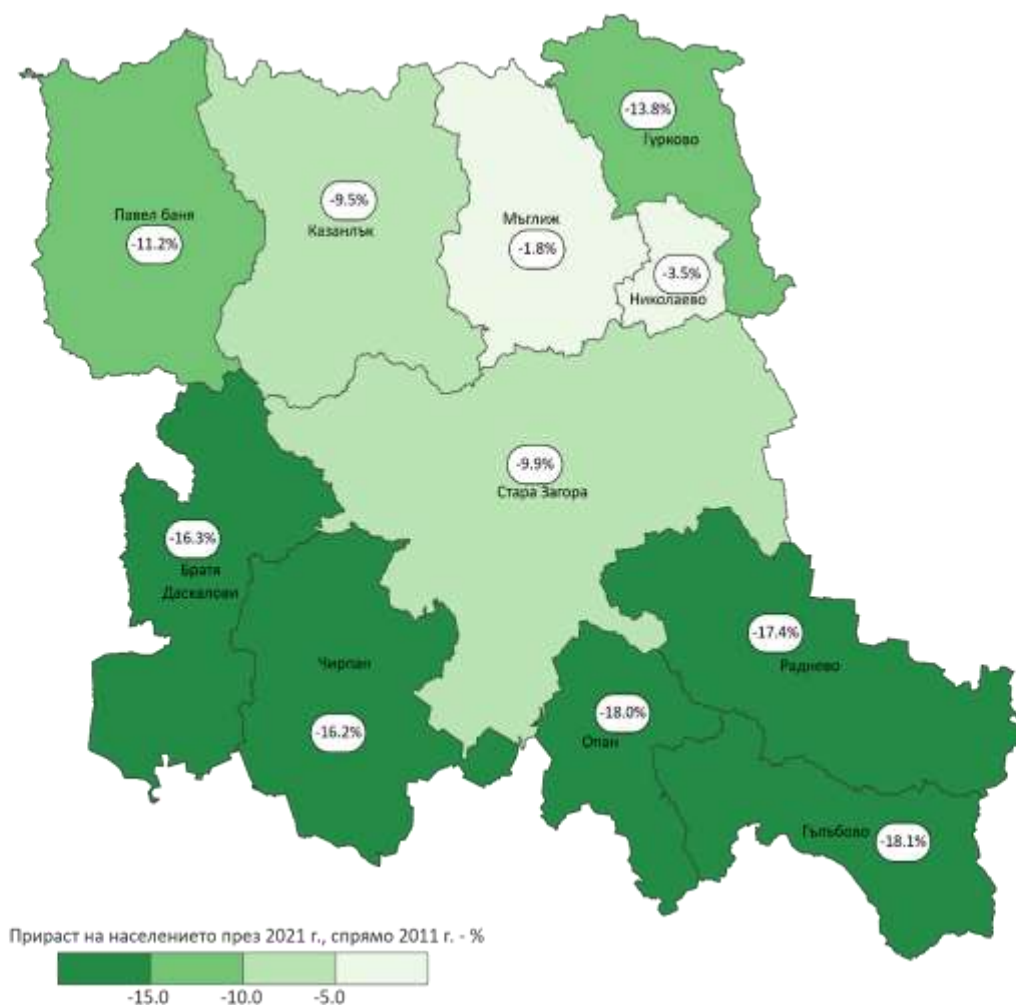 -13.8%
Гурково
-9.5%
Казанлък
Павел баня
-11.2%
Мъглиж
-1.8%
-3.5%
Николаево
-9.9%
Стара Загора
-16.3%
Братя
Даскалови
-17.4%
Раднево
Чирпан
-16.2%
-18.0%
Опан
Гълъбово
-18.1%
Прираст на населението през 2021 г., спрямо 2011 г. - %
-15.0 -10.0 -5.0